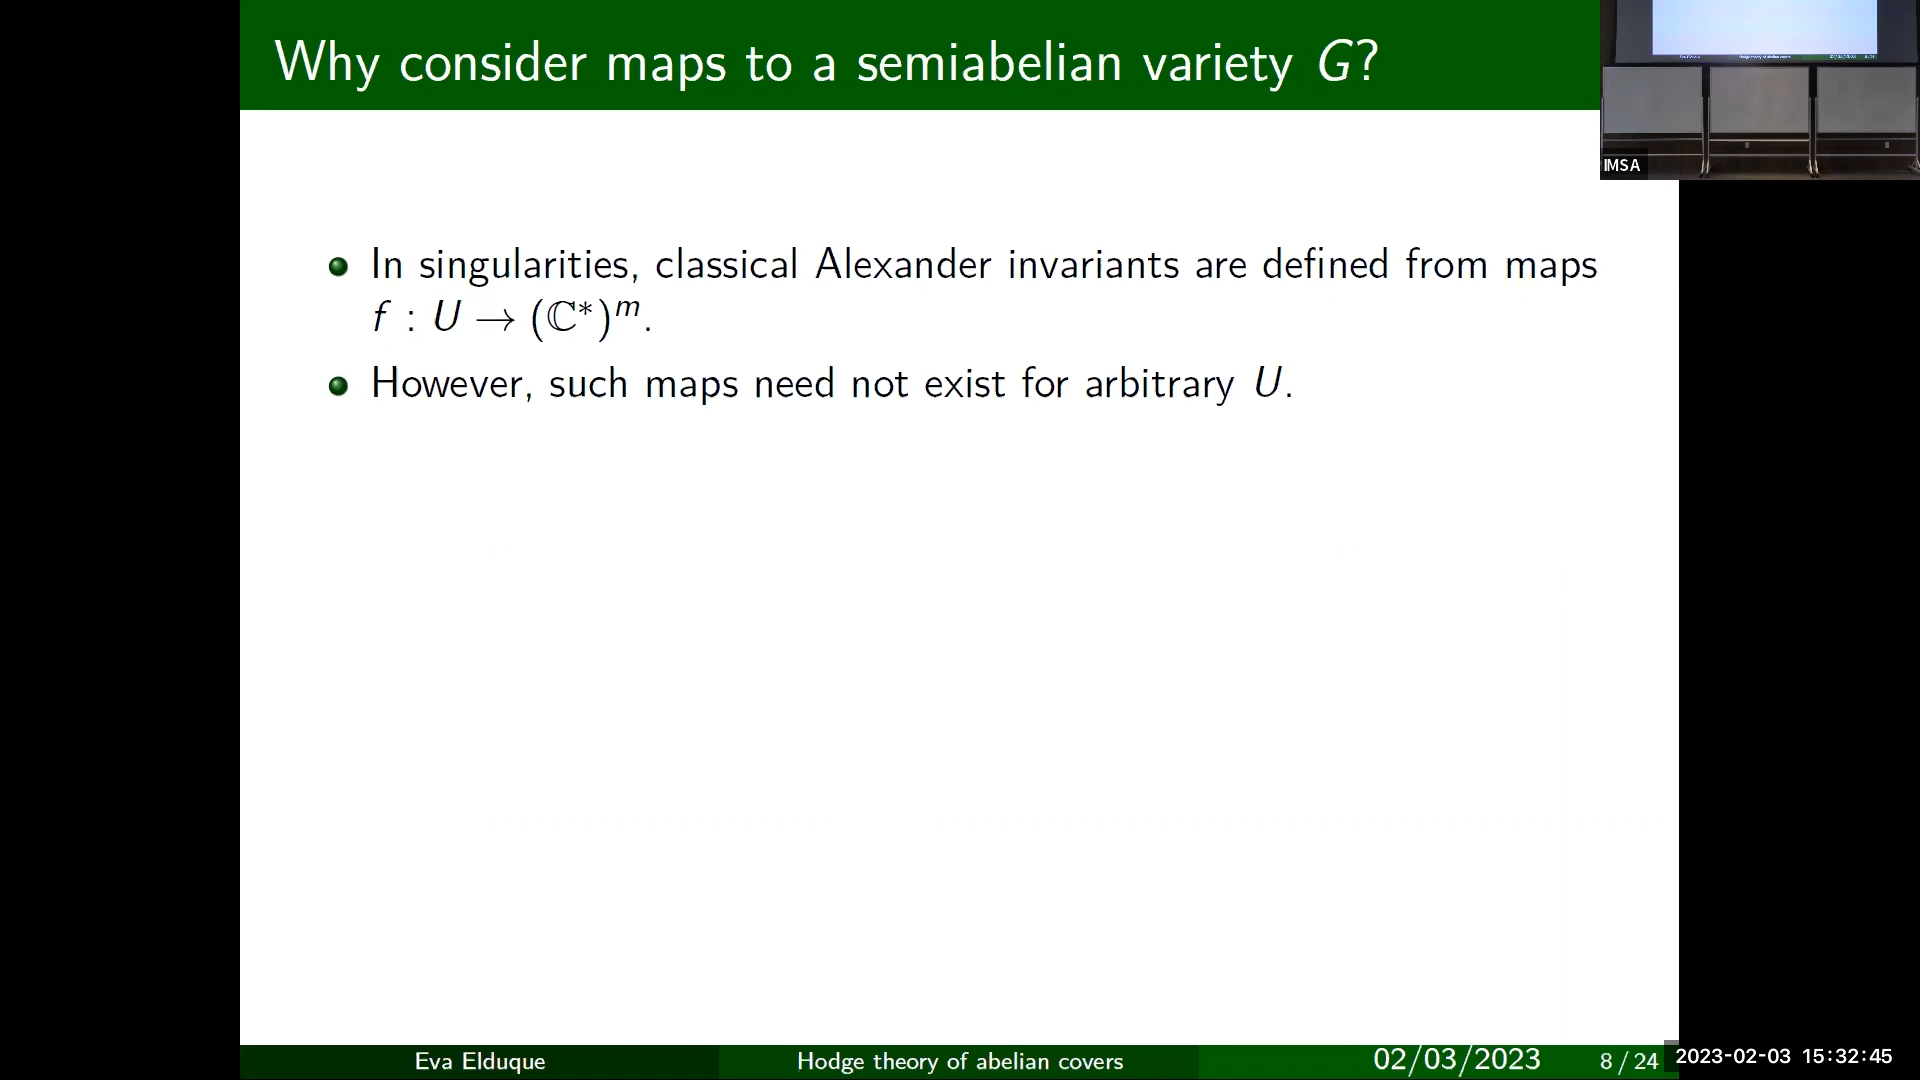 Why consider maps to a semiabelian variety G?
IMSA
In singularities, classical Alexander invariants are defined from maps
f : U → (ℂ*)ᵐ.
However, such maps need not exist for arbitrary U.
Eva Elduque
Hodge theory of abelian covers
02/03/2023
8 / 24
2023-02-03 15:32:45